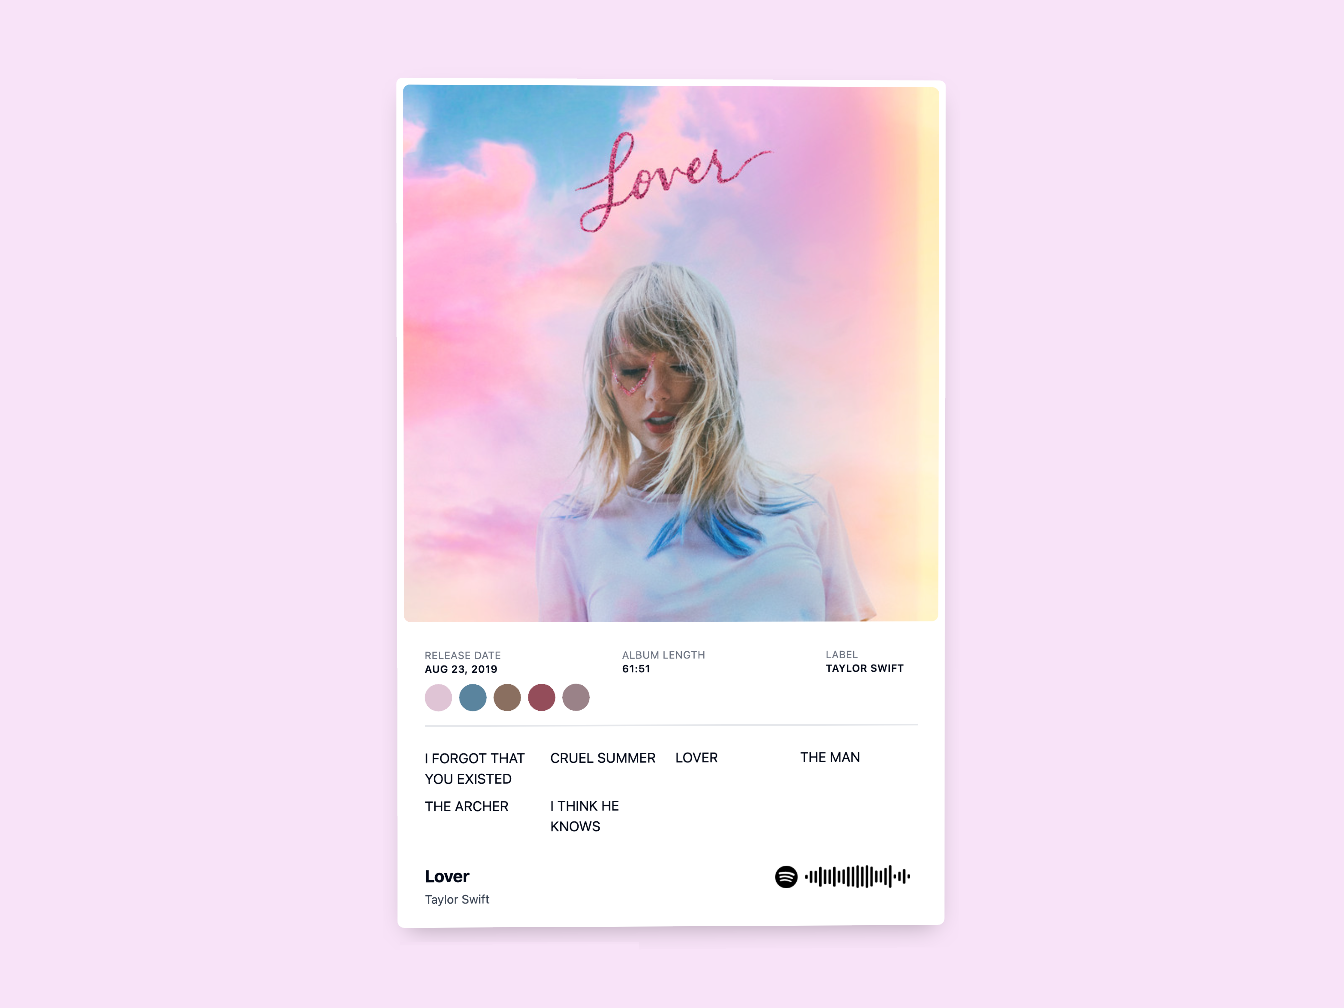 Lover
RELEASE DATE
AUG 23, 2019
ALBUM LENGTH
61:51
LABEL
TAYLOR SWIFT
I FORGOT THAT
YOU EXISTED
CRUEL SUMMER
LOVER
THE MAN
THE ARCHER
I THINK HE
KNOWS
Lover
Taylor Swift